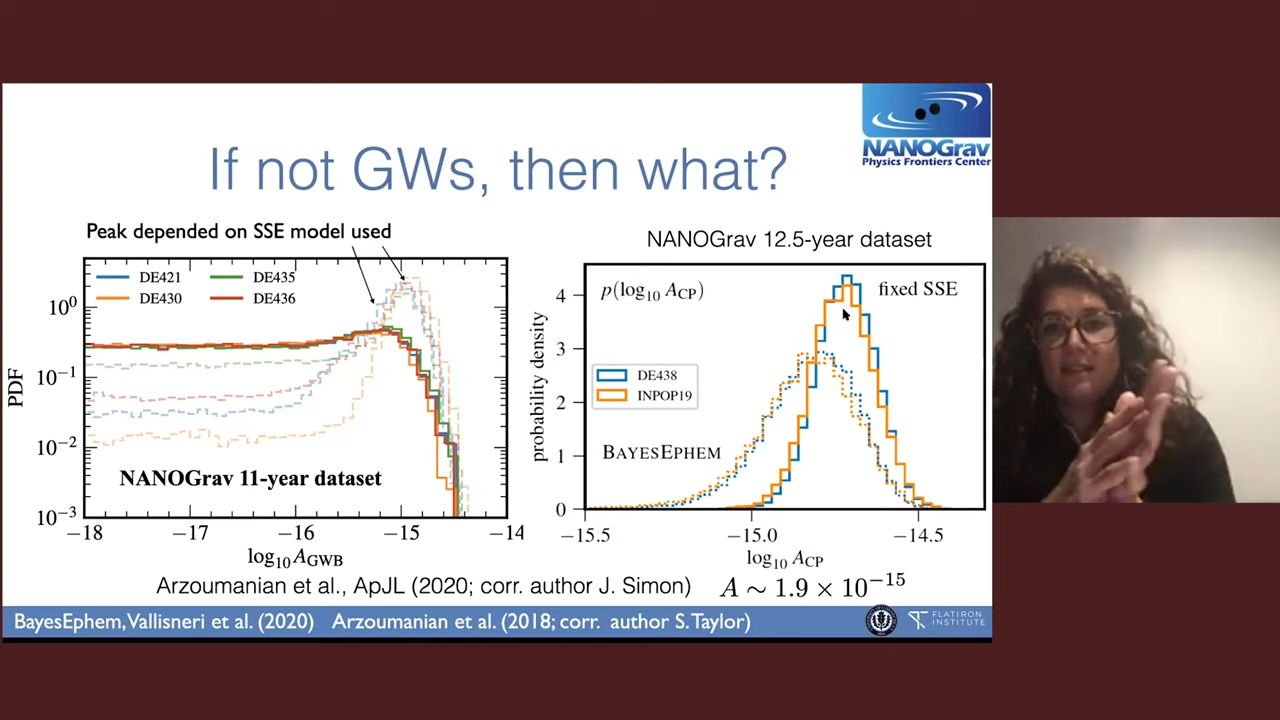 NANOGrav
Physics Frontiers Center
If not GWs, then what?
Peak depended on SSE model used
DE421
DE435
DE430
DE436
PDF
10⁰
10⁻¹
10⁻²
10⁻³
NANOGrav 11-year dataset
−18
−17
−16
−15
−14
log₁₀ A_GWB
NANOGrav 12.5-year dataset
p(log₁₀ A_CP)
fixed SSE
DE438
INPOP19
BAYESEPHEM
probability density
4
3
2
1
0
−15.5
−15.0
−14.5
log₁₀ A_CP
Arzoumanian et al., ApJL (2020; corr. author J. Simon)
A ∼ 1.9 × 10⁻¹⁵
BayesEphem, Vallisneri et al. (2020) Arzoumanian et al. (2018; corr. author S. Taylor)
FLATIRON
INSTITUTE